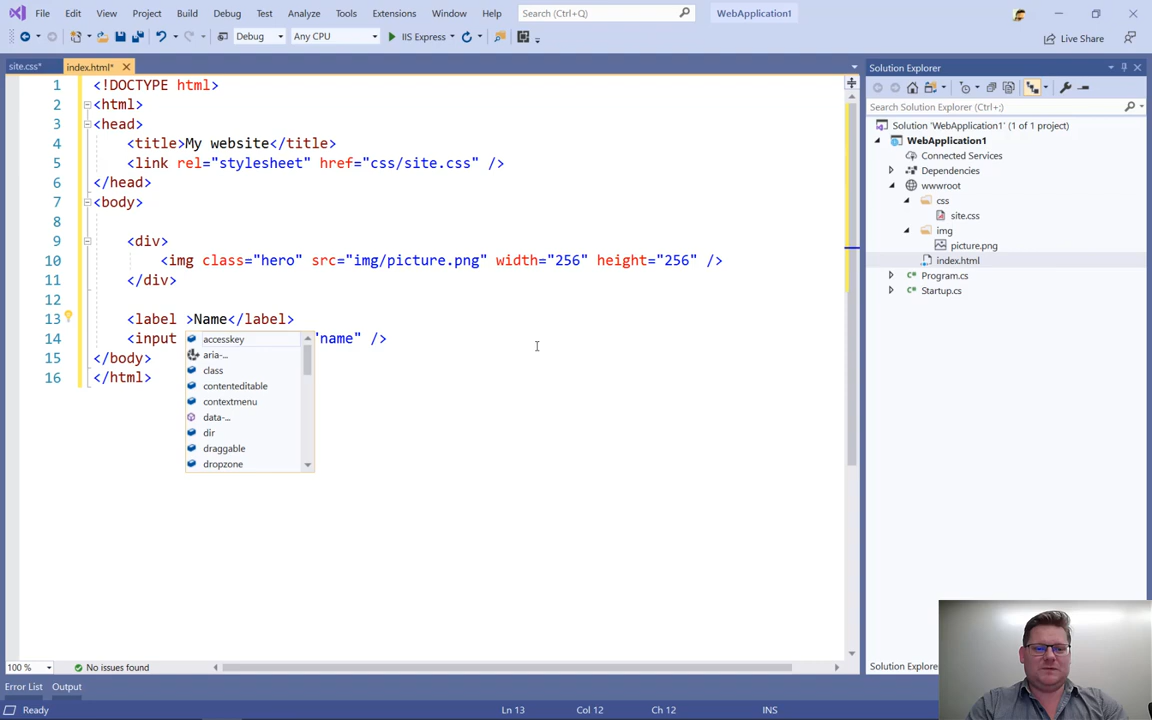 File Edit View Project Build Debug Test Analyze Tools Extensions Window Help Search (Ctrl+Q) WebApplication1
Debug Any CPU IIS Express Live Share
site.css* index.html*
1 <!DOCTYPE html>
2 <html>
3 <head>
4 <title>My website</title>
5 <link rel="stylesheet" href="css/site.css" />
6 </head>
7 <body>
8
9 <div>
10 <img class="hero" src="img/picture.png" width="256" height="256" />
11 </div>
12
13 <label >Name</label>
14 <input "name" />
15 </body>
16 </html>
accesskey
aria-...
class
contenteditable
contextmenu
data-...
dir
draggable
dropzone
100 % No issues found
Error List Output
Ready Ln 13 Col 12 Ch 12 INS
Solution Explorer
Search Solution Explorer (Ctrl+;)
Solution 'WebApplication1' (1 of 1 project)
WebApplication1
Connected Services
Dependencies
wwwroot
css
site.css
img
picture.png
index.html
Program.cs
Startup.cs
Solution Explorer